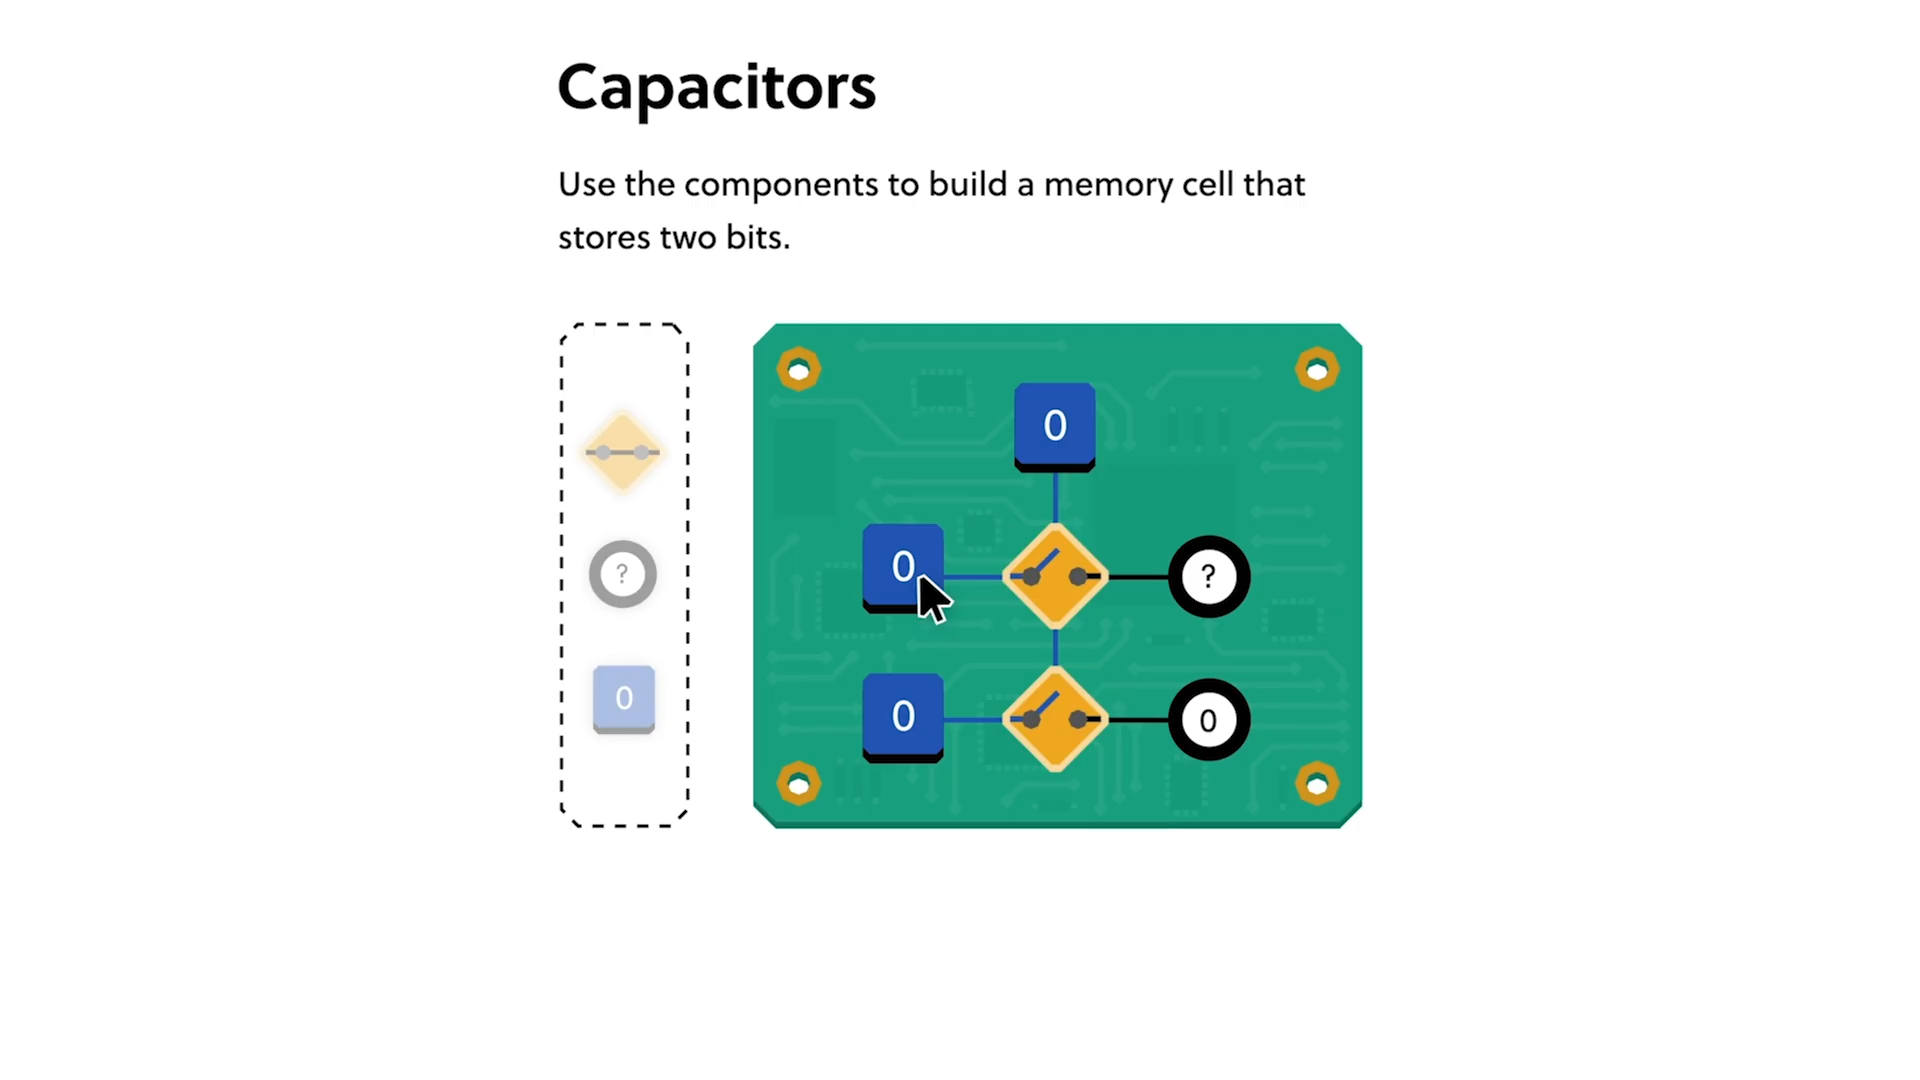 Capacitors
Use the components to build a memory cell that
stores two bits.
0
0
?
?
0
0
0